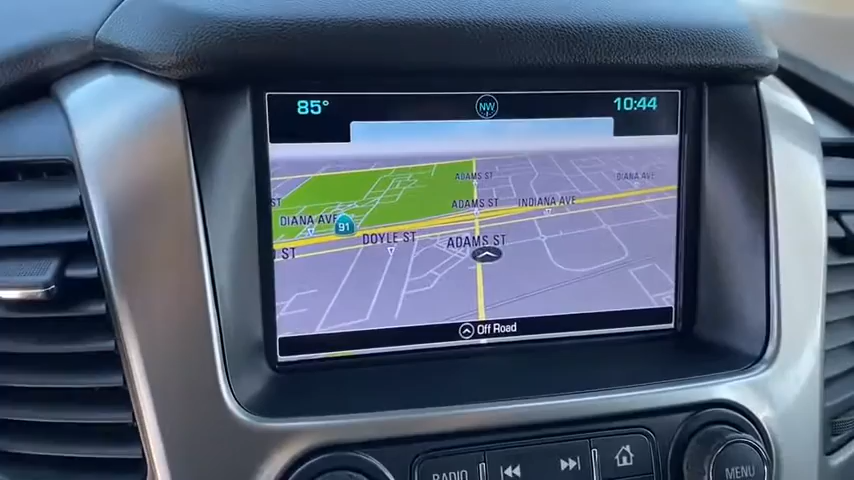 85°
NW
10:44
ADAMS ST
DIANA AVE
ST
ADAMS ST
INDIANA AVE
DIANA AVE
91
DOYLE ST
ADAMS ST
ST
Off Road
RADIO
MENU